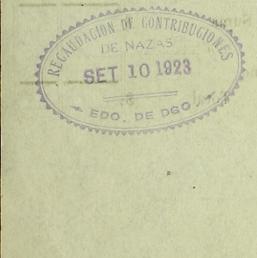 RECAUDACION DE CONTRIBUCIONES
DE NAZAS
SET 10 1923
EDO. DE DGO